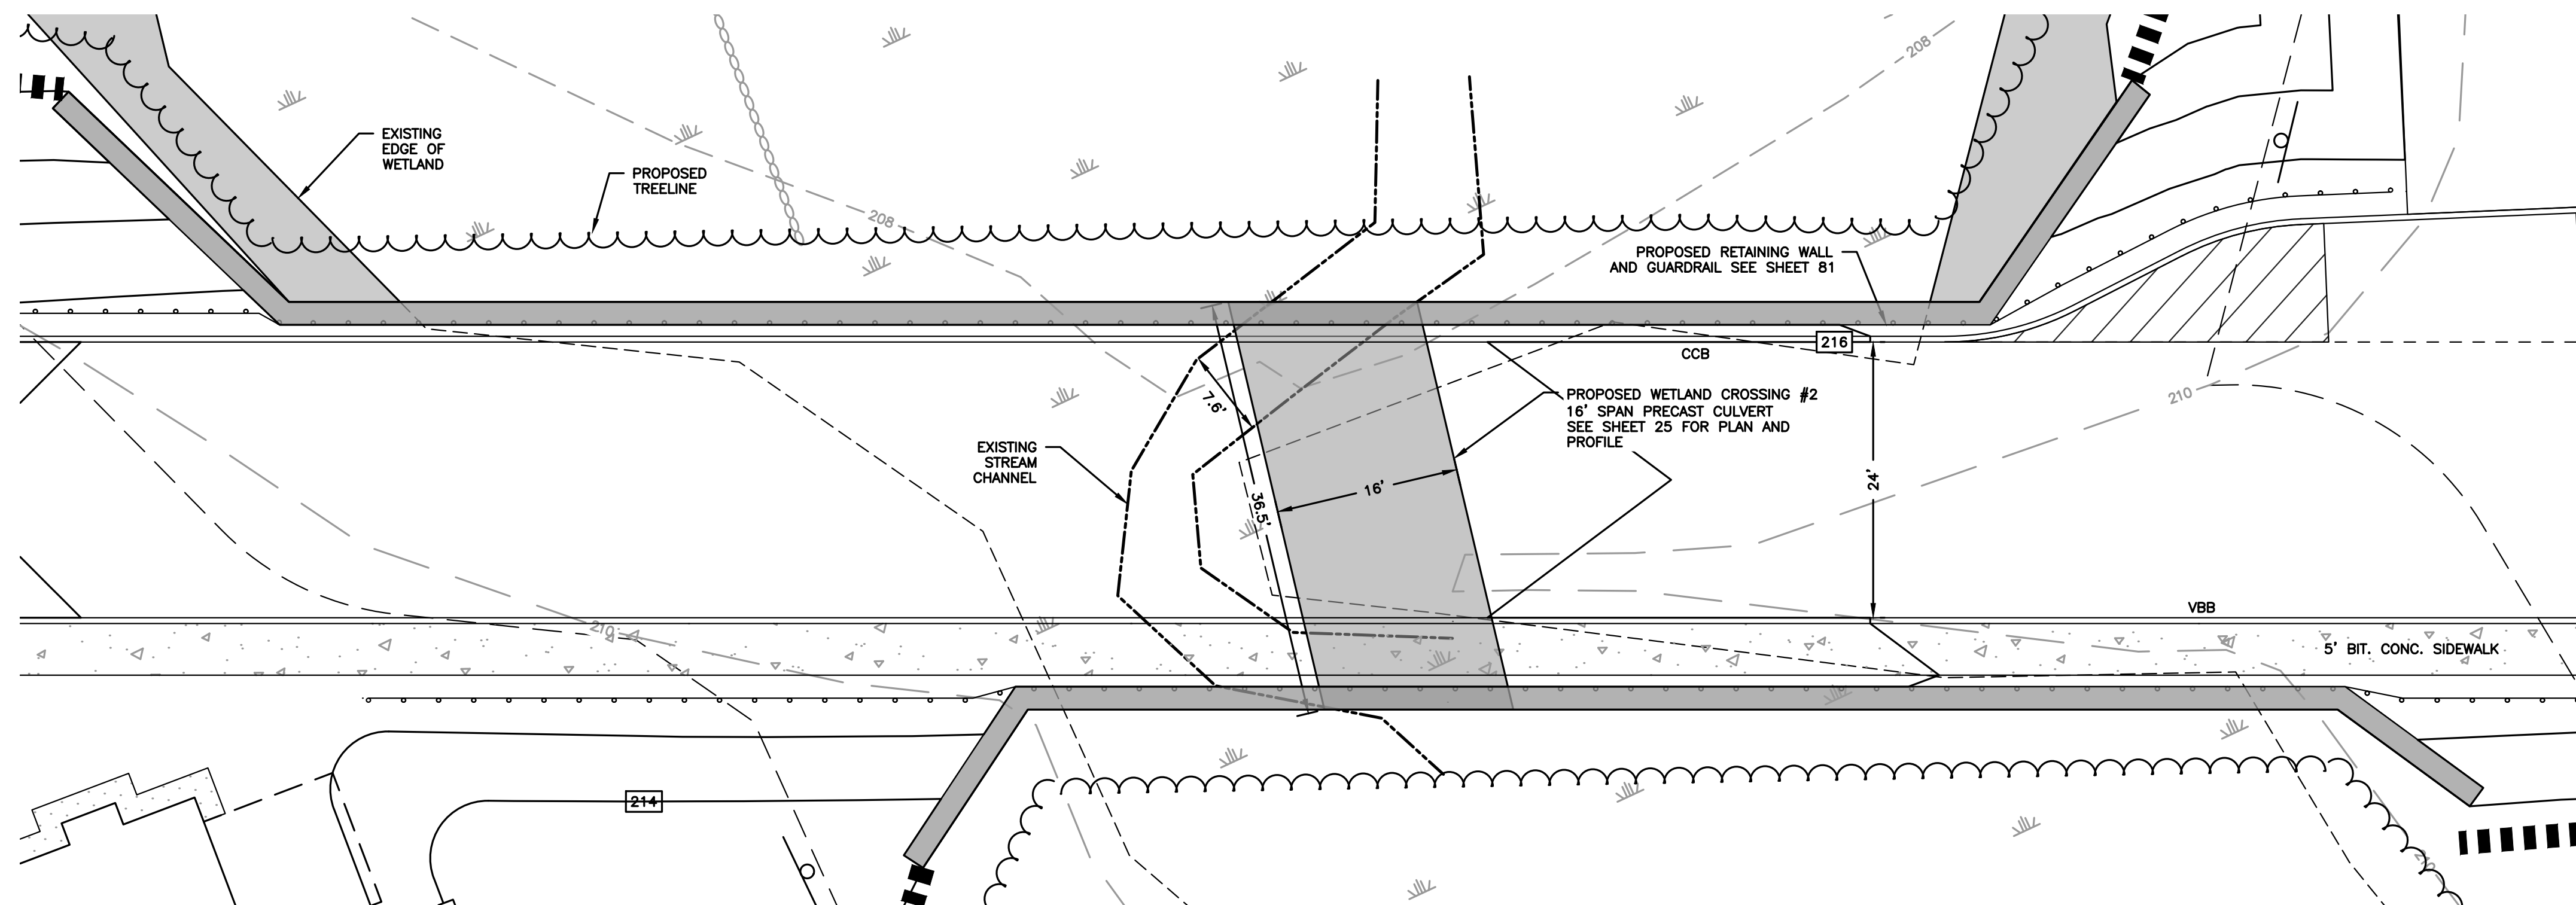 208
EXISTING
EDGE OF
WETLAND
PROPOSED
TREELINE
208
PROPOSED RETAINING WALL
AND GUARDRAIL SEE SHEET 81
216
CCB
210
7.6'
PROPOSED WETLAND CROSSING #2
16' SPAN PRECAST CULVERT
SEE SHEET 25 FOR PLAN AND
PROFILE
EXISTING
STREAM
CHANNEL
16'
36.5'
24'
VBB
210
5' BIT. CONC. SIDEWALK
214
210